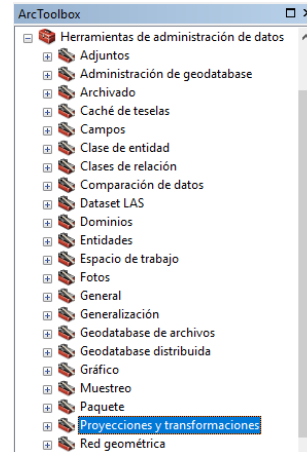 ArcToolbox
Herramientas de administración de datos
Adjuntos
Administración de geodatabase
Archivado
Caché de teselas
Campos
Clase de entidad
Clases de relación
Comparación de datos
Dataset LAS
Dominios
Entidades
Espacio de trabajo
Fotos
General
Generalización
Geodatabase de archivos
Geodatabase distribuida
Gráfico
Muestreo
Paquete
Proyecciones y transformaciones
Red geométrica